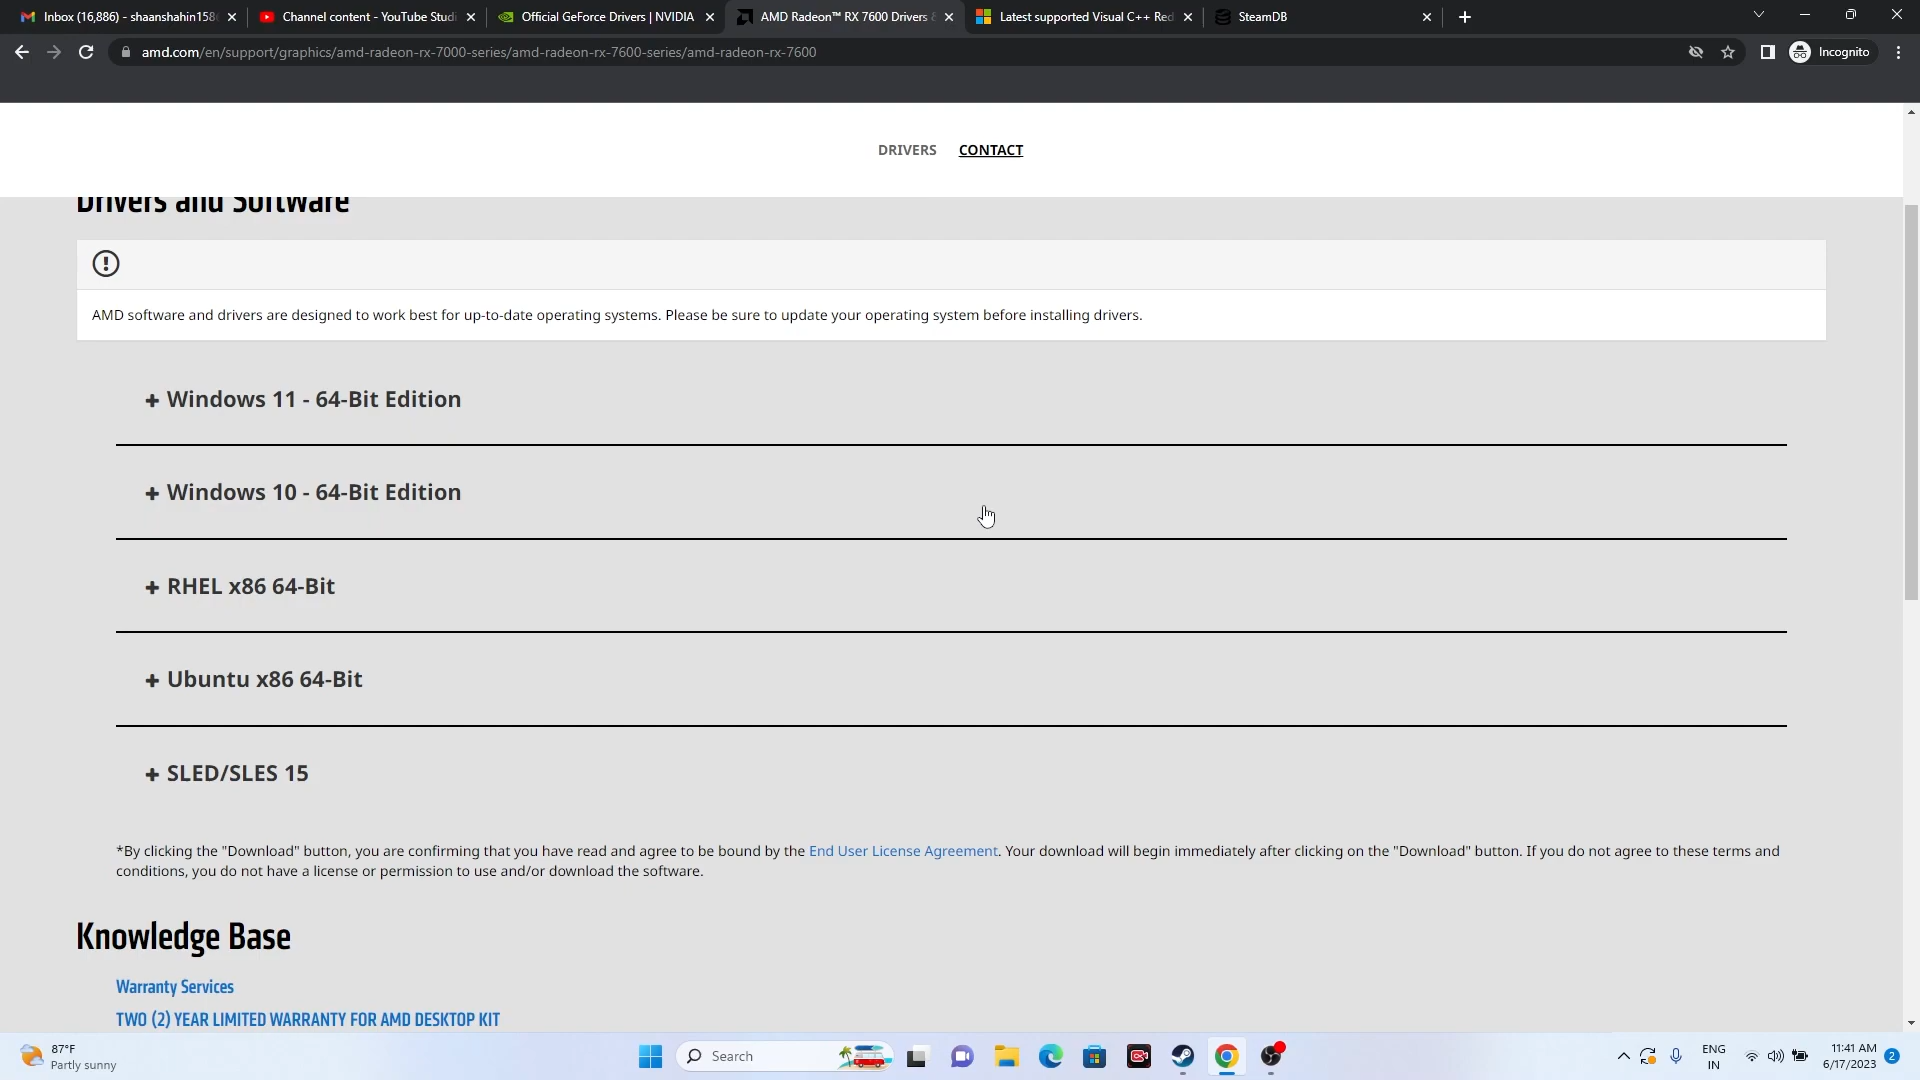 Inbox (16,886) - shaanshahin158
Channel content - YouTube Studi
Official GeForce Drivers | NVIDIA
AMD Radeon™ RX 7600 Drivers &
Latest supported Visual C++ Red
SteamDB
amd.com/en/support/graphics/amd-radeon-rx-7000-series/amd-radeon-rx-7600-series/amd-radeon-rx-7600
Incognito
DRIVERS CONTACT
Drivers and Software
AMD software and drivers are designed to work best for up-to-date operating systems. Please be sure to update your operating system before installing drivers.
+ Windows 11 - 64-Bit Edition
+ Windows 10 - 64-Bit Edition
+ RHEL x86 64-Bit
+ Ubuntu x86 64-Bit
+ SLED/SLES 15
*By clicking the "Download" button, you are confirming that you have read and agree to be bound by the End User License Agreement. Your download will begin immediately after clicking on the "Download" button. If you do not agree to these terms and
conditions, you do not have a license or permission to use and/or download the software.
Knowledge Base
Warranty Services
TWO (2) YEAR LIMITED WARRANTY FOR AMD DESKTOP KIT
87°F
Partly sunny
Search
ENG
IN
11:41 AM
6/17/2023
2